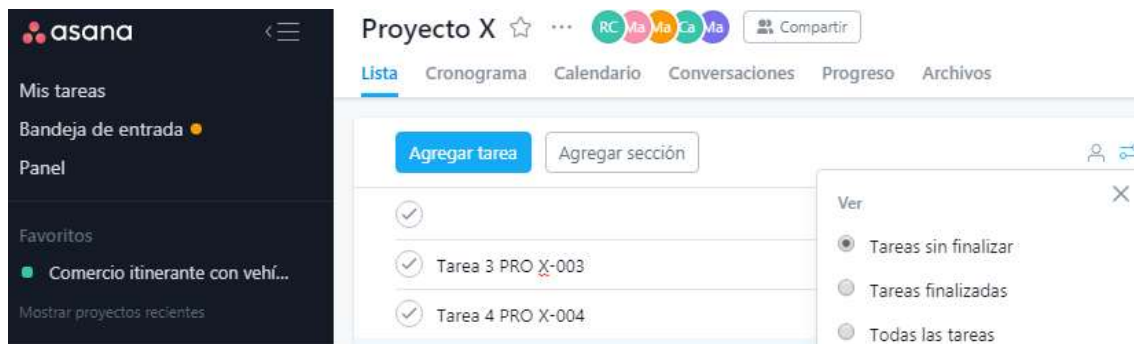 asana
Mis tareas
Bandeja de entrada
Panel
Favoritos
Comercio itinerante con vehí...
Mostrar proyectos recientes
Proyecto X
RC Ma Ma Ca Ma
Compartir
Lista Cronograma Calendario Conversaciones Progreso Archivos
Agregar tarea Agregar sección
Tarea 3 PRO X-003
Tarea 4 PRO X-004
Ver
Tareas sin finalizar
Tareas finalizadas
Todas las tareas